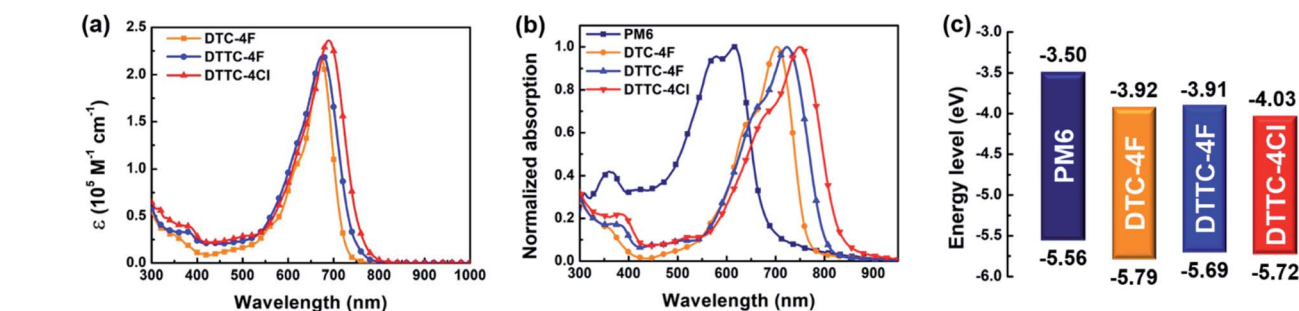 (a)
2.5
2.0
1.5
1.0
0.5
0.0
ε (10⁵ M⁻¹ cm⁻¹)
DTC-4F
DTTC-4F
DTTC-4Cl
300 400 500 600 700 800 900 1000
Wavelength (nm)
(b)
1.0
0.8
0.6
0.4
0.2
0.0
Normalized absorption
PM6
DTC-4F
DTTC-4F
DTTC-4Cl
300 400 500 600 700 800 900
Wavelength (nm)
(c)
-3.0
-3.5
-4.0
-4.5
-5.0
-5.5
-6.0
Energy level (eV)
-3.50
PM6
-5.56
-3.92
DTC-4F
-5.79
-3.91
DTTC-4F
-5.69
-4.03
DTTC-4Cl
-5.72